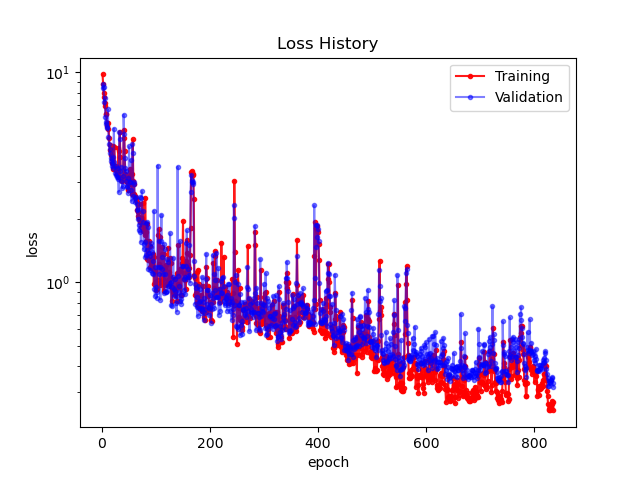 Loss History
Training
Validation
10¹
10⁰
loss
0
200
400
600
800
epoch